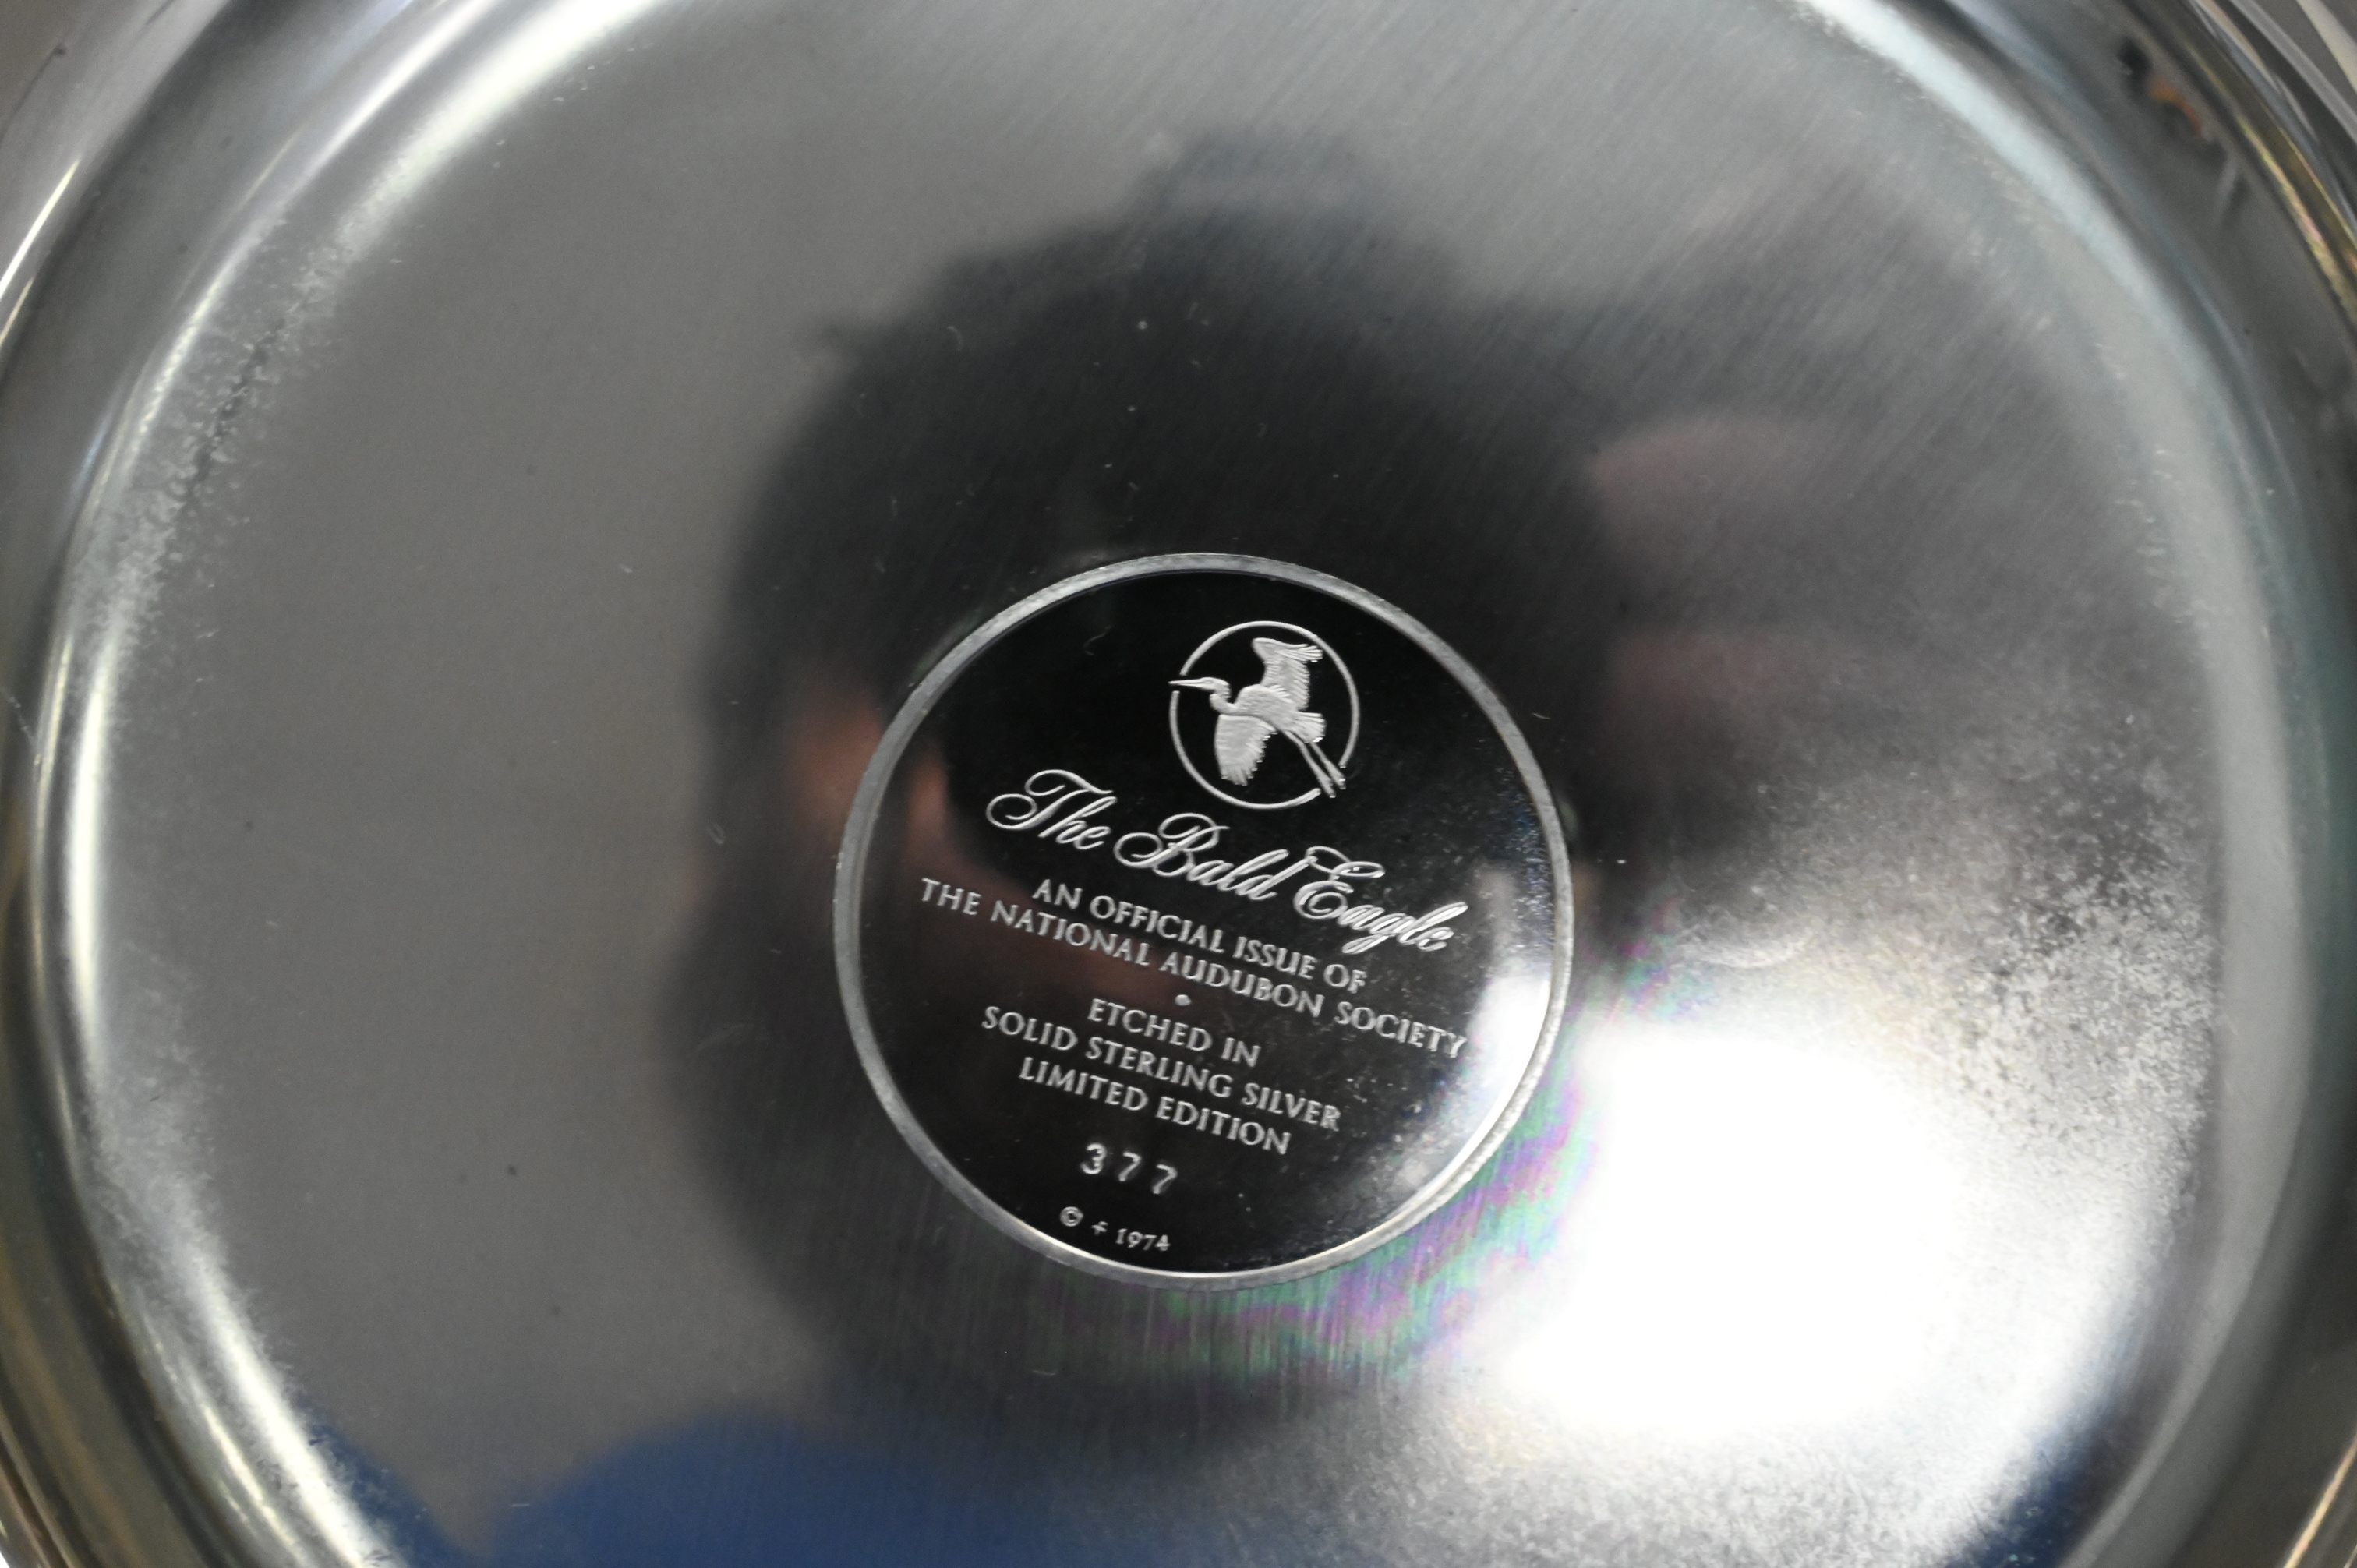 The Bald Eagle
AN OFFICIAL ISSUE OF
THE NATIONAL AUDUBON SOCIETY
•
ETCHED IN
SOLID STERLING SILVER
LIMITED EDITION
377
© f 1974